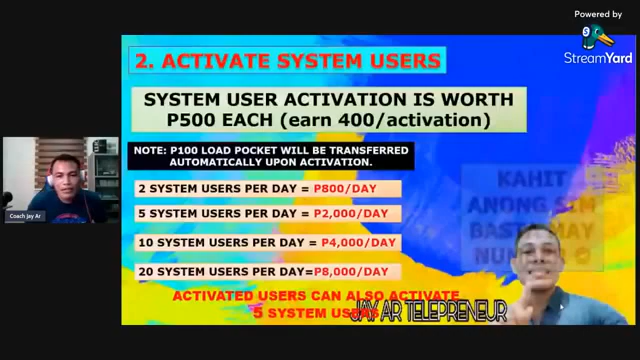 Powered by
StreamYard
2. ACTIVATE SYSTEM USERS
SYSTEM USER ACTIVATION IS WORTH
P500 EACH (earn 400/activation)
NOTE: P100 LOAD POCKET WILL BE TRANSFERRED
AUTOMATICALLY UPON ACTIVATION.
2 SYSTEM USERS PER DAY = P800/DAY
5 SYSTEM USERS PER DAY = P2,000/DAY
10 SYSTEM USERS PER DAY = P4,000/DAY
20 SYSTEM USERS PER DAY=P8,000/DAY
KAHIT
ANONG SIM
BASTA MAY
ACTIVATED USERS CAN ALSO ACTIVATE
5 SYSTEM USERS
JAY AR TELEPRENEUR
Coach Jay Ar